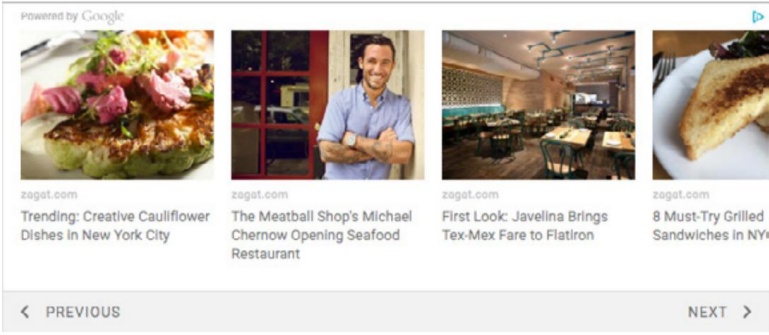 Powered by Google
zagat.com
Trending: Creative Cauliflower
Dishes in New York City
zagat.com
The Meatball Shop's Michael
Chernow Opening Seafood
Restaurant
zagat.com
First Look: Javelina Brings
Tex-Mex Fare to Flatiron
zagat.com
8 Must-Try Grilled
Sandwiches in NY
PREVIOUS
NEXT